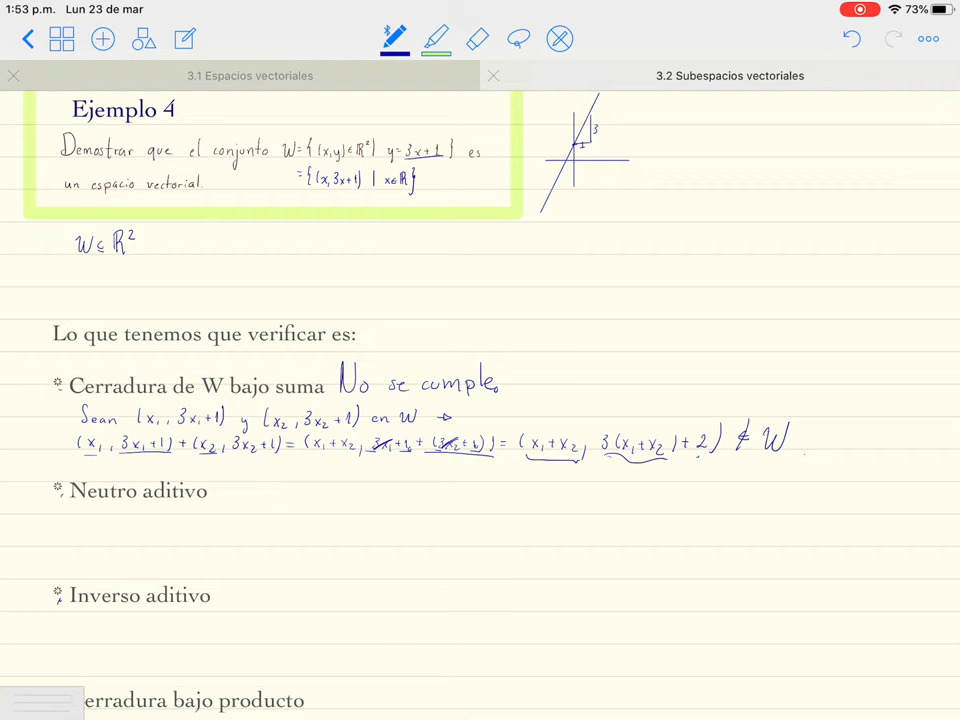 1:53 p.m. Lun 23 de mar 73%
3.1 Espacios vectoriales 3.2 Subespacios vectoriales
Ejemplo 4
Demostrar que el conjunto W={(x,y)∈ℝ²| y=3x+1} es
={(x,3x+1) | x∈ℝ}
un espacio vectorial.
3
1
W⊆ℝ²
Lo que tenemos que verificar es:
Cerradura de W bajo suma No se cumple.
Sean (x₁, 3x₁+1) y (x₂, 3x₂+1) en W →
(x₁, 3x₁+1)+(x₂, 3x₂+1)=(x₁+x₂, 3x₁+1+(3x₂+1))=(x₁+x₂, 3(x₁+x₂)+2)∉W
Neutro aditivo
Inverso aditivo
erradura bajo producto